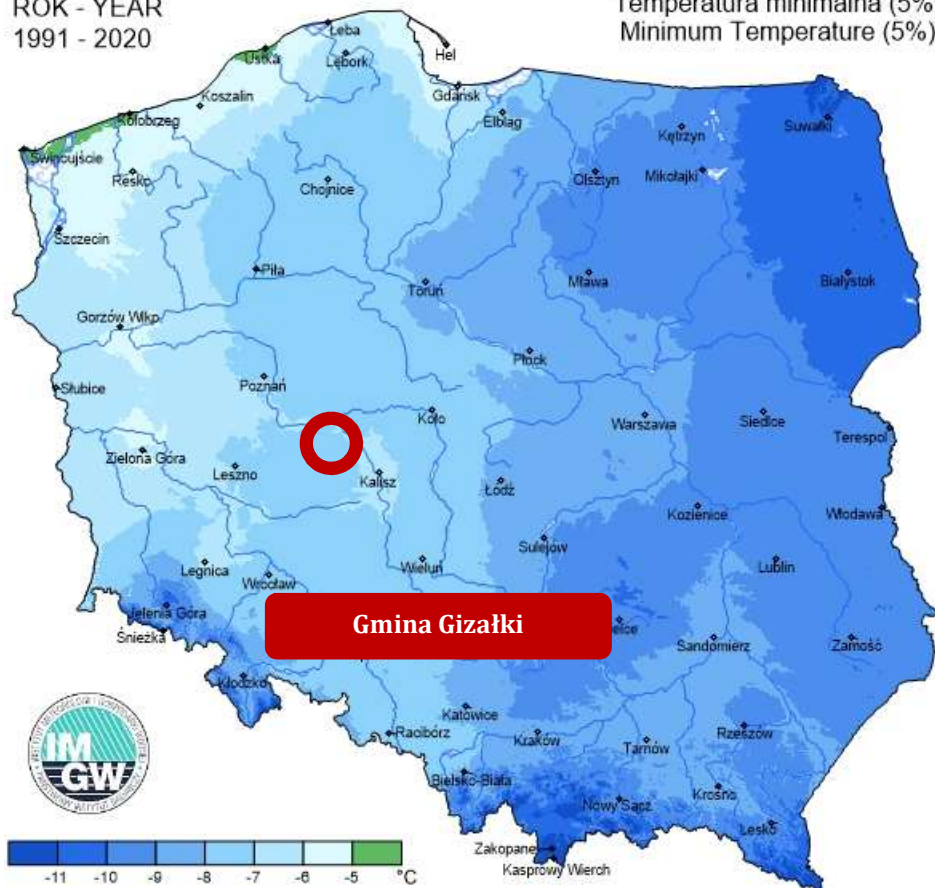 ROK - YEAR
1991 - 2020
Temperatura minimalna (5%
Minimum Temperature (5%)
Łeba
Hel
Ustka
Lębork
Gdańsk
Koszalin
Kołobrzeg
Elbląg
Kętrzyn
Suwałki
Świnoujście
Resko
Chojnice
Olsztyn
Mikołajki
Szczecin
Piła
Toruń
Mława
Białystok
Gorzów Wlkp.
Płock
Słubice
Poznań
Koło
Warszawa
Siedlce
Terespol
Zielona Góra
Leszno
Kalisz
Łódź
Kozienice
Włodawa
Sulejów
Legnica
Wrocław
Wieluń
Lublin
Jelenia Góra
Śnieżka
Gmina Gizałki
elce
Sandomierz
Zamość
Kłodzko
Katowice
Racibórz
Kraków
Tarnów
Rzeszów
Bielsko-Biała
Nowy Sącz
Krosno
Lesko
Zakopane
Kasprowy Wierch
IM
GW
-11 -10 -9 -8 -7 -6 -5 °C